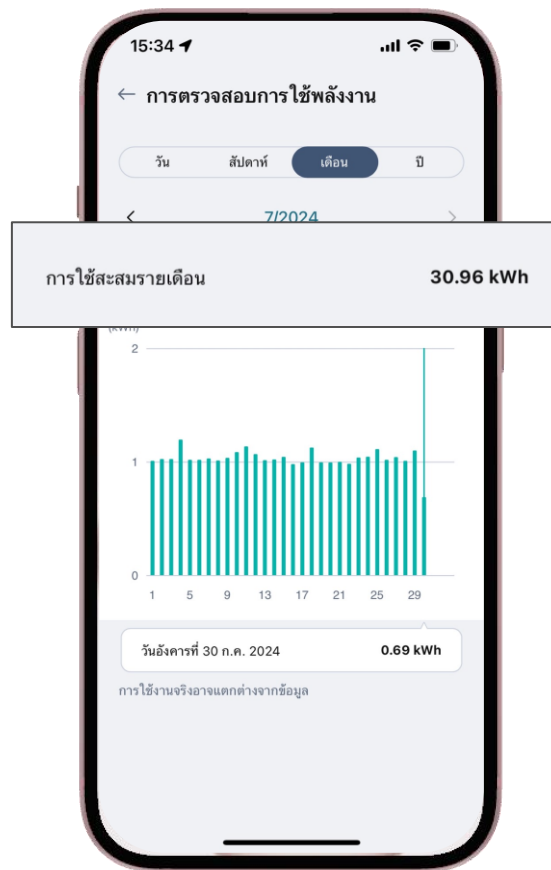 15:34
การตรวจสอบการใช้พลังงาน
วัน สัปดาห์ เดือน ปี
7/2024
การใช้สะสมรายเดือน 30.96 kWh
(kWh)
2
1
0
1 5 9 13 17 21 25 29
วันอังคารที่ 30 ก.ค. 2024 0.69 kWh
การใช้งานจริงอาจแตกต่างจากข้อมูล